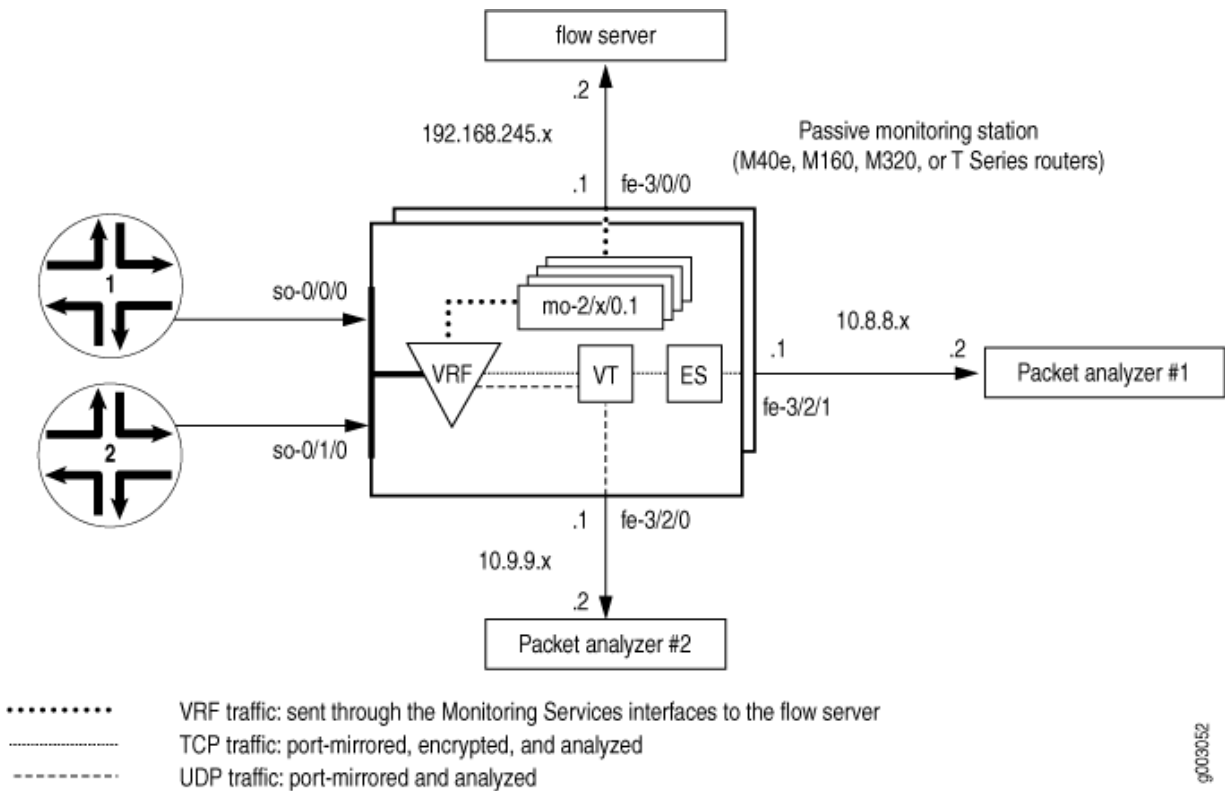 flow server
.2
192.168.245.x
Passive monitoring station
(M40e, M160, M320, or T Series routers)
.1 fe-3/0/0
1
so-0/0/0
mo-2/x/0.1
10.8.8.x
VRF
VT
ES
.1
.2
Packet analyzer #1
fe-3/2/1
2
so-0/1/0
.1 fe-3/2/0
10.9.9.x
.2
Packet analyzer #2
VRF traffic: sent through the Monitoring Services interfaces to the flow server
TCP traffic: port-mirrored, encrypted, and analyzed
UDP traffic: port-mirrored and analyzed
g003052